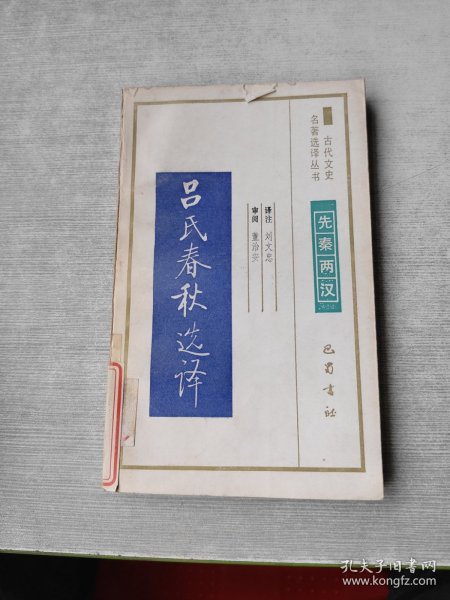 古代文史
名著选译丛书
先秦两汉
巴蜀书社
译注 刘文忠
审阅 董治安
吕氏春秋选译
孔夫子旧书网
www.kongfz.com